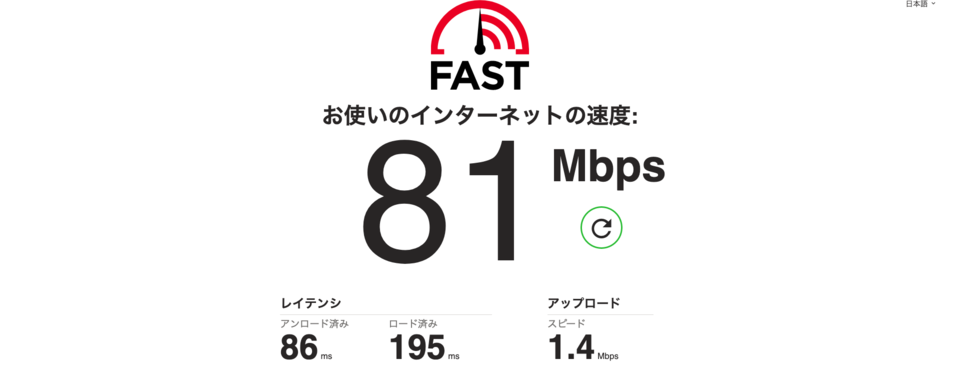 日本語
FAST
お使いのインターネットの速度:
81 Mbps
レイテンシ
アンロード済み ロード済み
86 ms 195 ms
アップロード
スピード
1.4 Mbps